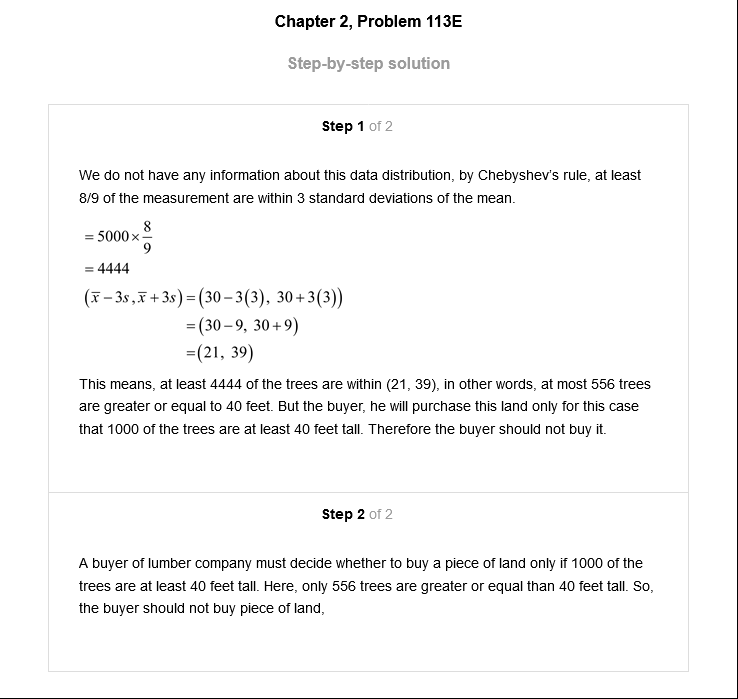 Chapter 2, Problem 113E
Step-by-step solution
Step 1 of 2
We do not have any information about this data distribution, by Chebyshev's rule, at least
8/9 of the measurement are within 3 standard deviations of the mean.
= 5000 × 8/9
= 4444
(x̄ – 3s, x̄ + 3s) = (30 – 3(3), 30 + 3(3))
= (30 – 9, 30 + 9)
= (21, 39)
This means, at least 4444 of the trees are within (21, 39), in other words, at most 556 trees
are greater or equal to 40 feet. But the buyer, he will purchase this land only for this case
that 1000 of the trees are at least 40 feet tall. Therefore the buyer should not buy it.
Step 2 of 2
A buyer of lumber company must decide whether to buy a piece of land only if 1000 of the
trees are at least 40 feet tall. Here, only 556 trees are greater or equal than 40 feet tall. So,
the buyer should not buy piece of land,